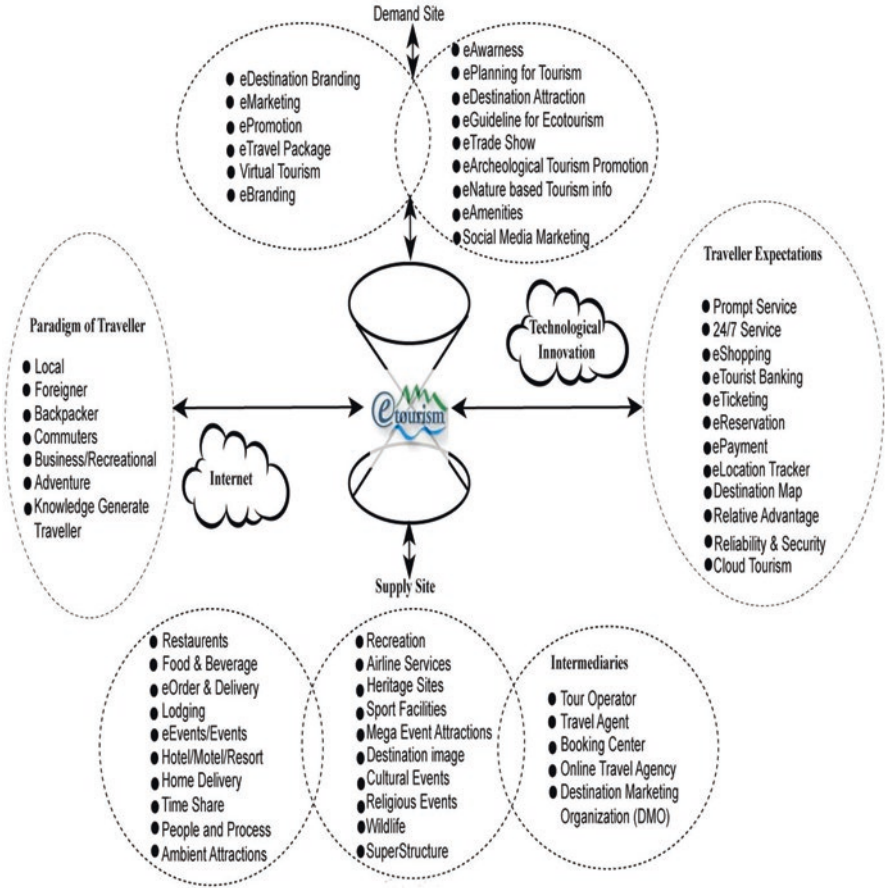 Demand Site
eDestination Branding
eMarketing
ePromotion
eTravel Package
Virtual Tourism
eBranding
eAwarness
ePlanning for Tourism
eDestination Attraction
eGuideline for Ecotourism
eTrade Show
eArcheological Tourism Promotion
eNature based Tourism info
eAmenities
Social Media Marketing
Paradigm of Traveller
Local
Foreigner
Backpacker
Commuters
Business/Recreational
Adventure
Knowledge Generate
Traveller
Internet
etourism
Technological
Innovation
Traveller Expectations
Prompt Service
24/7 Service
eShopping
eTourist Banking
eTicketing
eReservation
ePayment
eLocation Tracker
Destination Map
Relative Advantage
Reliability & Security
Cloud Tourism
Supply Site
Restaurents
Food & Beverage
eOrder & Delivery
Lodging
eEvents/Events
Hotel/Motel/Resort
Home Delivery
Time Share
People and Process
Ambient Attractions
Recreation
Airline Services
Heritage Sites
Sport Facilities
Mega Event Attractions
Destination image
Cultural Events
Religious Events
Wildlife
SuperStructure
Intermediaries
Tour Operator
Travel Agent
Booking Center
Online Travel Agency
Destination Marketing
Organization (DMO)